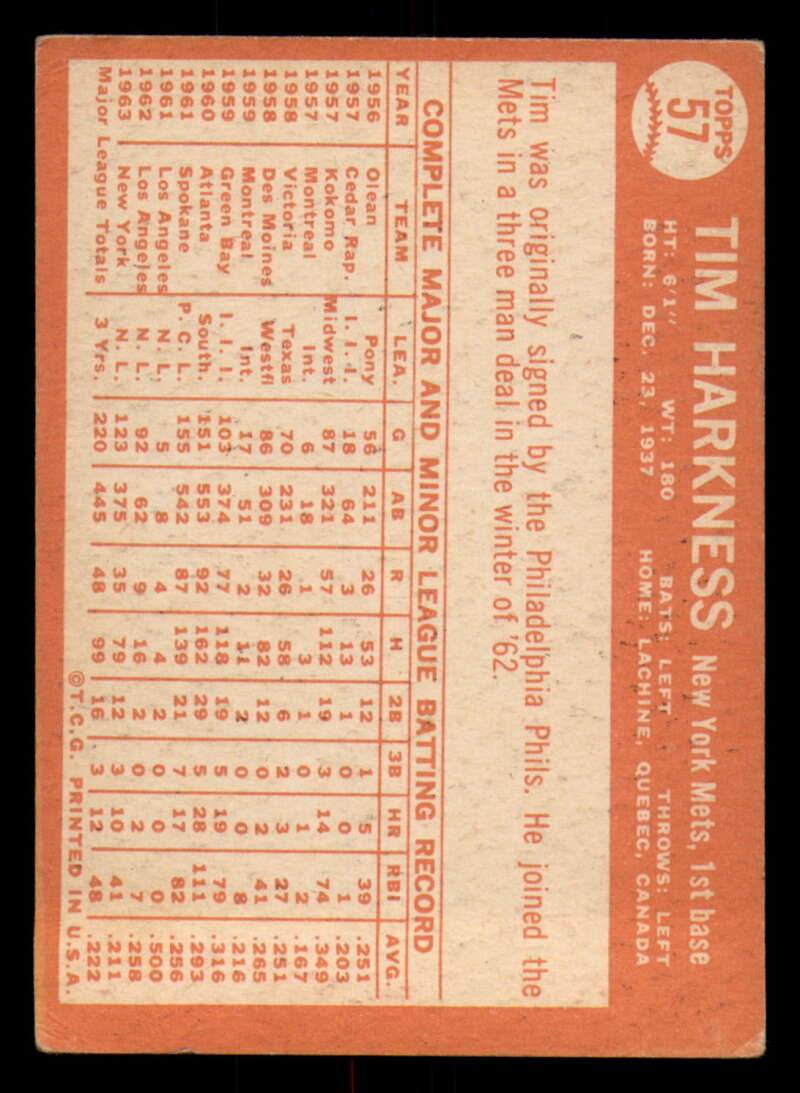 TOPPS
57
TIM HARKNESS New York Mets, 1st base
HT: 6'1" WT: 180 BATS: LEFT THROWS: LEFT
BORN: DEC. 23, 1937 HOME: LACHINE, QUEBEC, CANADA
Tim was originally signed by the Philadelphia Phils. He joined the
Mets in a three man deal in the winter of '62.
COMPLETE MAJOR AND MINOR LEAGUE BATTING RECORD
YEAR TEAM LEA. G AB R H 2B 3B HR RBI AVG.
1956 Olean Pony 56 211 26 53 12 1 5 39 .251
1957 Cedar Rap. I. I. I. 18 64 3 13 1 0 0 1 .203
1957 Kokomo Midwest 87 321 57 112 19 3 14 74 .349
1957 Montreal Int. 6 18 1 3 1 0 1 2 .167
1958 Victoria Texas 70 231 26 58 6 2 3 27 .251
1958 Des Moines Westn 86 309 32 82 12 0 2 41 .265
1959 Montreal Int. 17 51 2 11 2 0 0 8 .216
1959 Green Bay I. I. I. 103 374 77 118 19 5 19 79 .316
1960 Atlanta South. 151 553 92 162 29 5 28 111 .293
1961 Spokane P. C. L. 155 542 87 139 21 7 17 82 .256
1961 Los Angeles N. L. 5 8 4 4 2 0 0 0 .500
1962 Los Angeles N. L. 92 62 9 16 2 0 2 7 .258
1963 New York N. L. 123 375 35 79 12 3 10 41 .211
Major League Totals 3 Yrs. 220 445 48 99 16 3 12 48 .222
©T.C.G. PRINTED IN U.S.A.